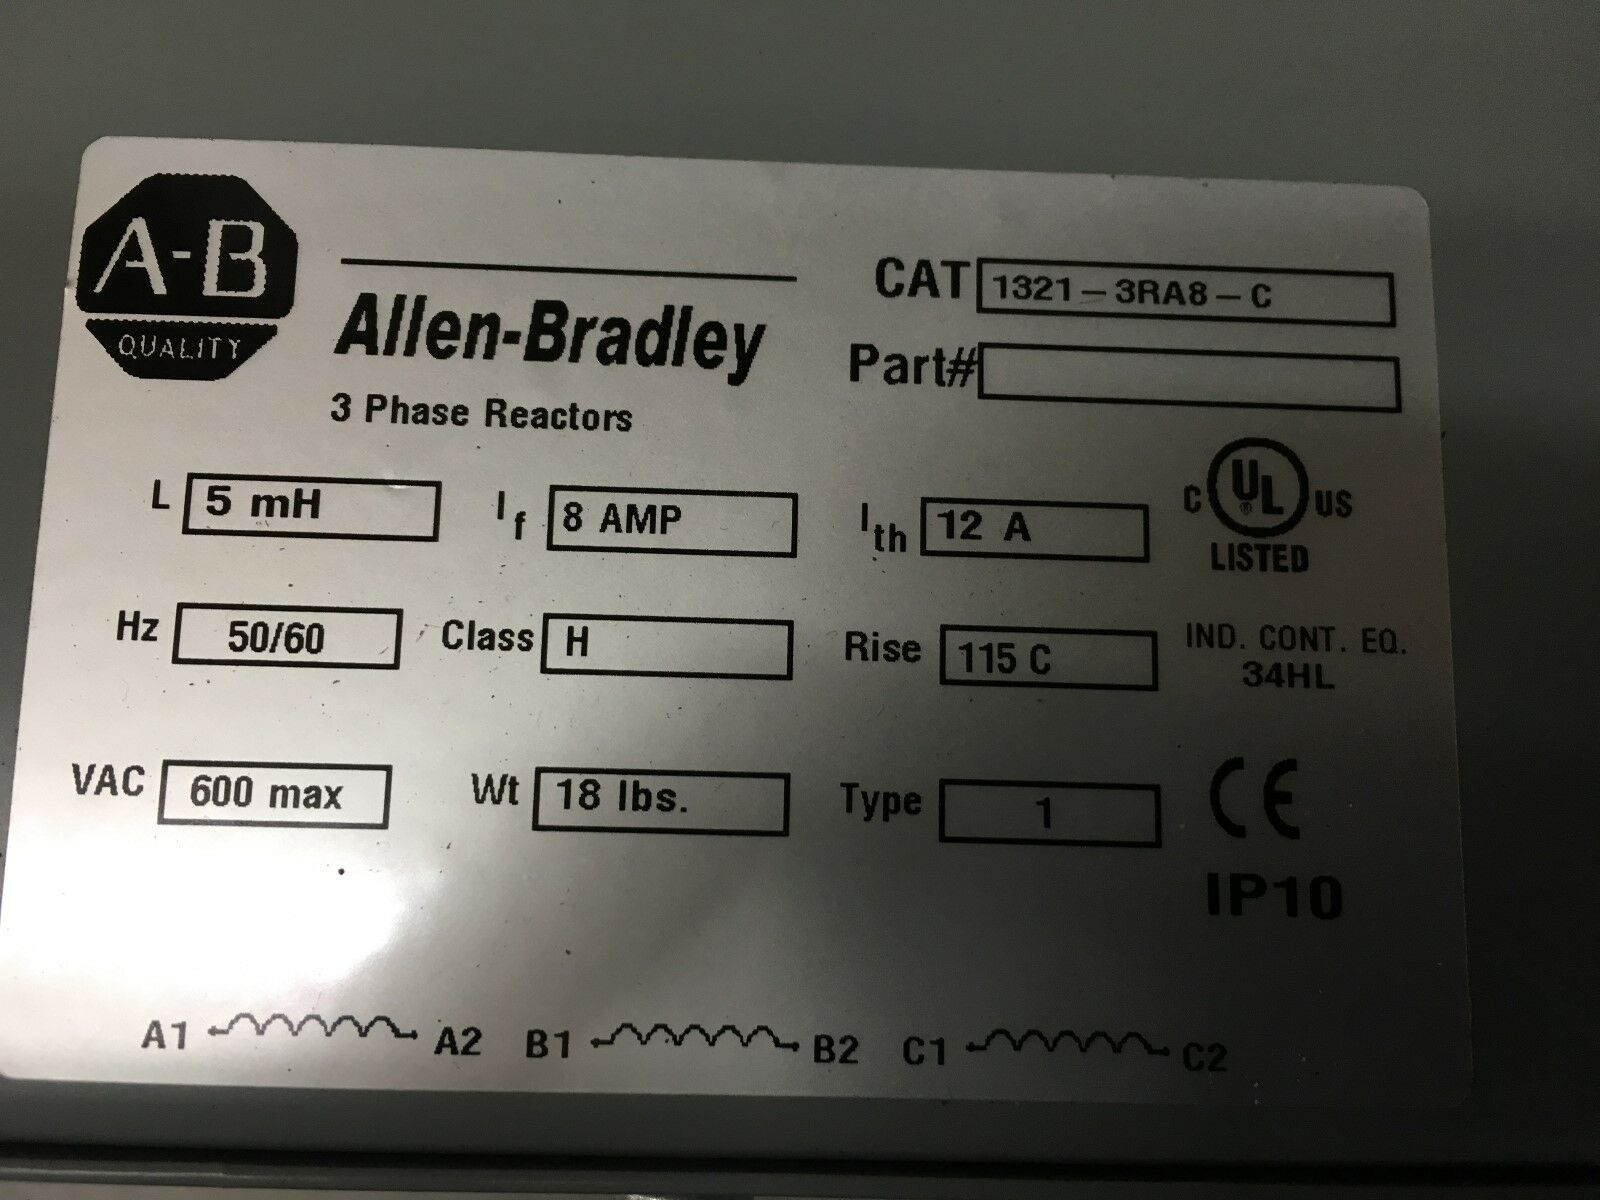 A-B
QUALITY
Allen-Bradley
3 Phase Reactors
CAT 1321-3RA8-C
Part#
L 5 mH
If 8 AMP
Ith 12 A
C UL ® US
LISTED
Hz 50/60
Class H
Rise 115 C
IND. CONT. EQ.
34HL
VAC 600 max
Wt 18 lbs.
Type 1
CE
IP10
A1 A2 B1 B2 C1 C2